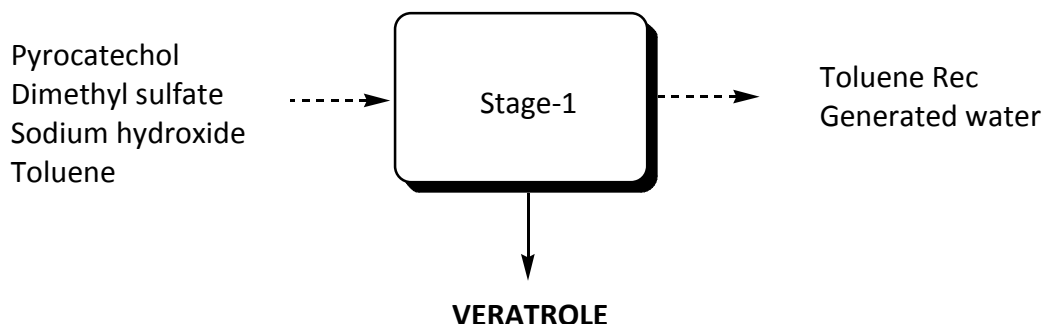 Pyrocatechol
Dimethyl sulfate
Sodium hydroxide
Toluene
Stage-1
Toluene Rec
Generated water
VERATROLE